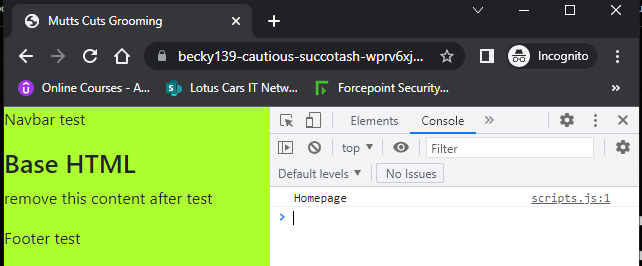 Mutts Cuts Grooming
becky139-cautious-succotash-wprv6xj... Incognito
Online Courses - A... Lotus Cars IT Netw... Forcepoint Security...
Navbar test
Base HTML
remove this content after test
Footer test
Elements Console
top Filter
Default levels No Issues
Homepage scripts.js:1